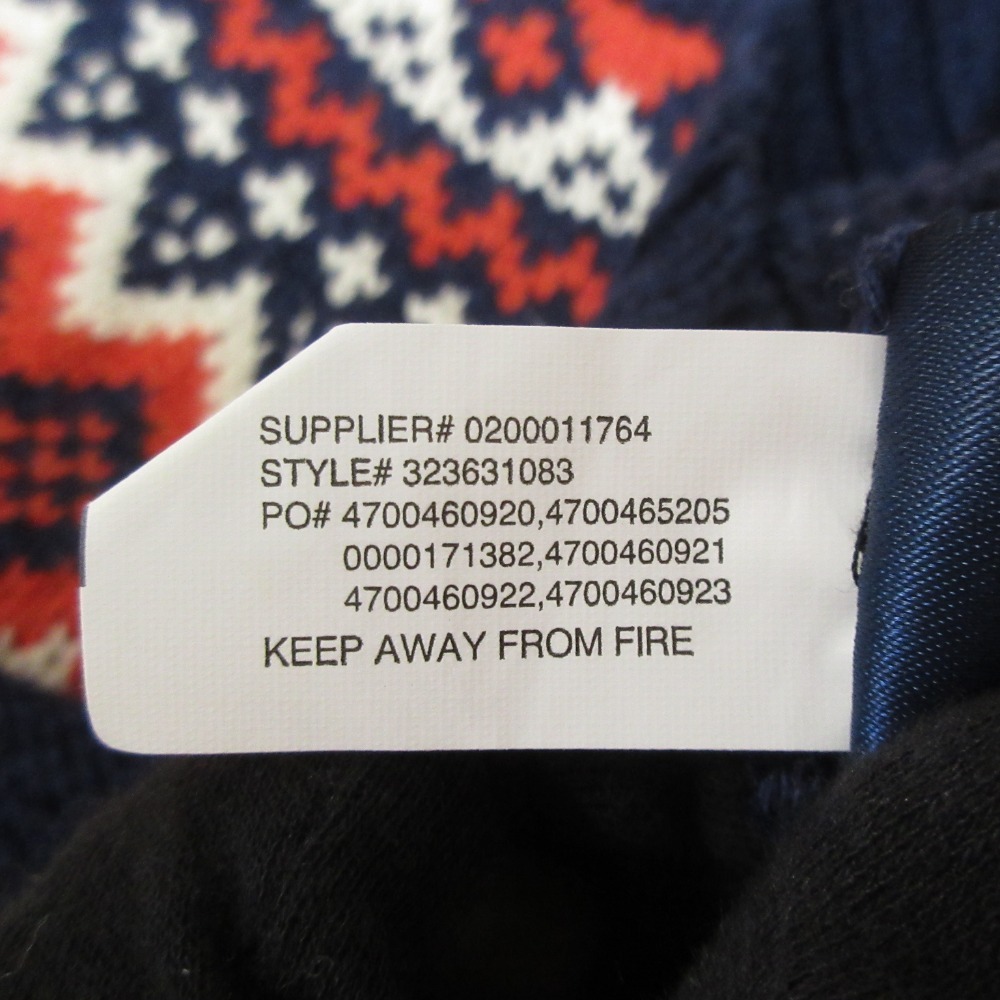 SUPPLIER# 0200011764
STYLE# 323631083
PO# 4700460920,4700465205
0000171382,4700460921
4700460922,4700460923
KEEP AWAY FROM FIRE